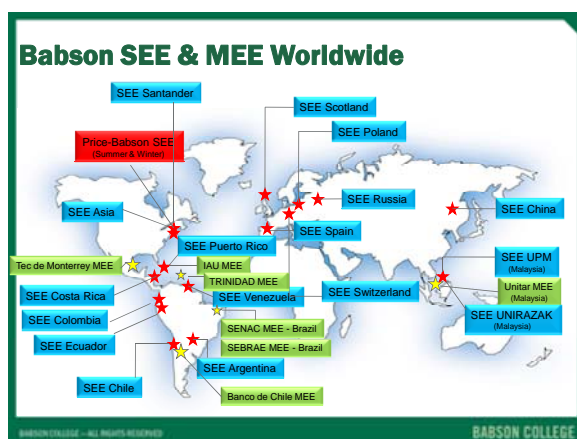 Babson SEE & MEE Worldwide
SEE Santander
SEE Scotland
SEE Poland
Price-Babson SEE
(Summer & Winter)
SEE Russia
SEE Asia
SEE China
SEE Spain
SEE Puerto Rico
SEE UPM
(Malaysia)
Tec de Monterrey MEE
IAU MEE
TRINIDAD MEE
Unitar MEE
(Malaysia)
SEE Costa Rica
SEE Venezuela
SEE Switzerland
SEE UNIRAZAK
(Malaysia)
SEE Colombia
SENAC MEE - Brazil
SEE Ecuador
SEBRAE MEE - Brazil
SEE Argentina
SEE Chile
Banco de Chile MEE
BABSON COLLEGE — ALL RIGHTS RESERVED
BABSON COLLEGE